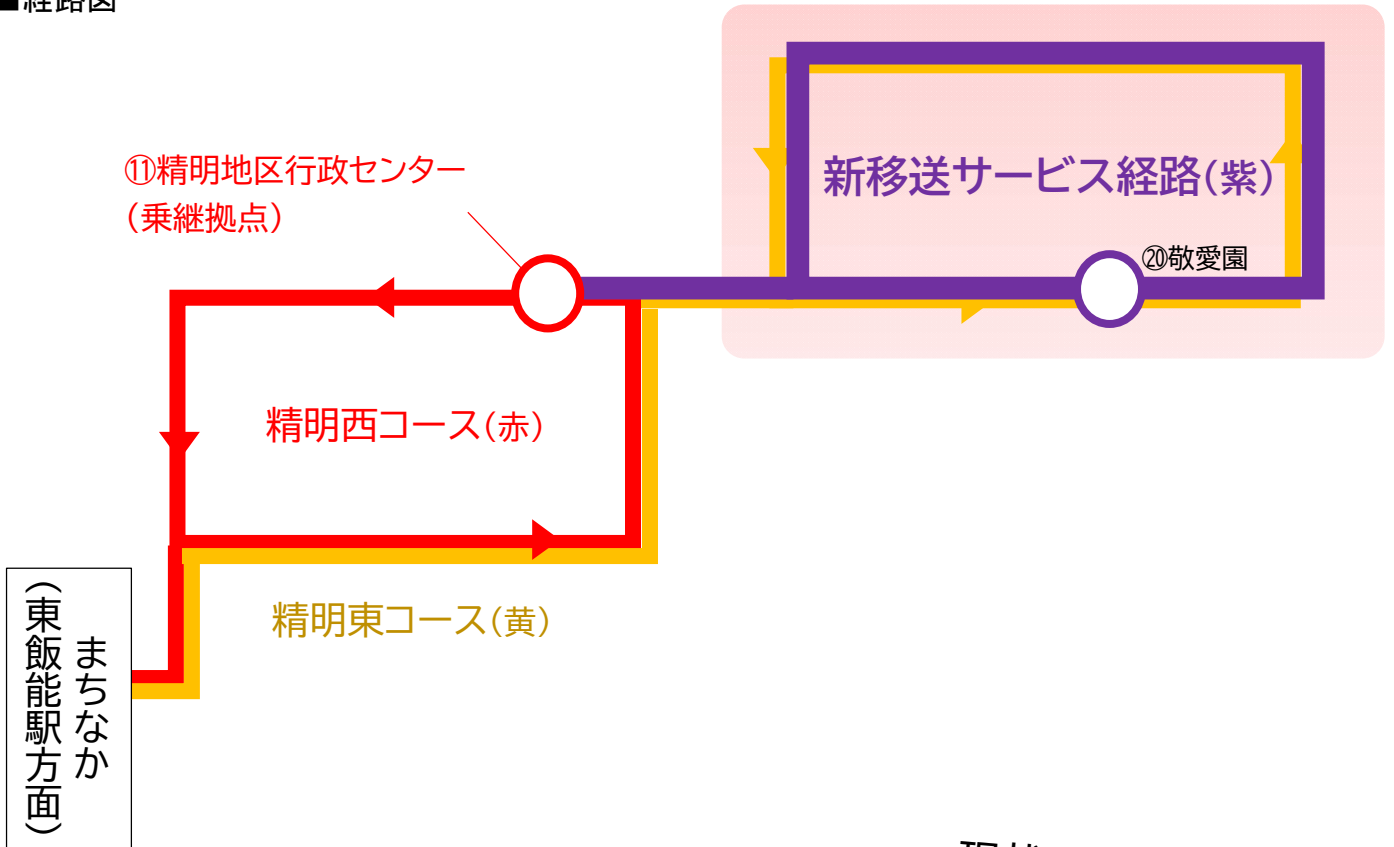 ■経路図
⑪精明地区行政センター
（乗継拠点）
新移送サービス経路（紫）
⑳敬愛園
精明西コース（赤）
精明東コース（黄）
まちなか
（東飯能駅方面）